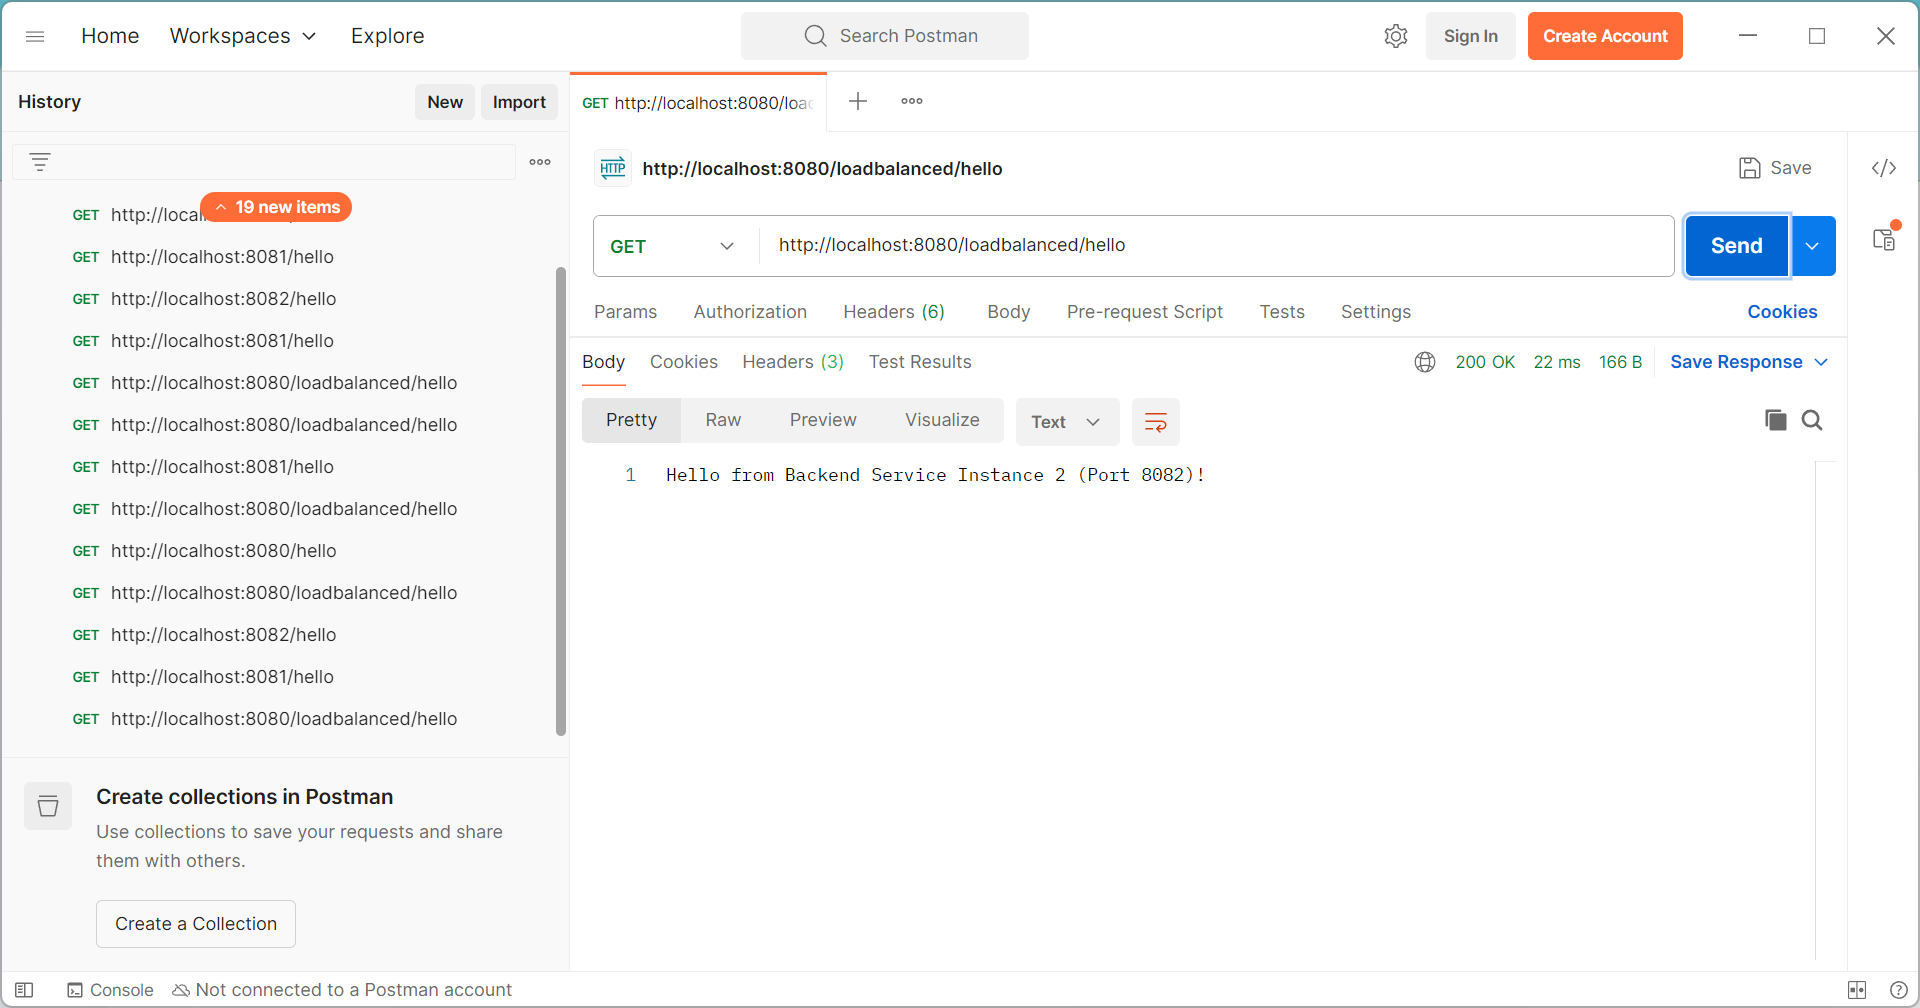 Home Workspaces Explore Search Postman Sign In Create Account
History New Import
GET http://localhost:8080/loa
19 new items
GET http://local
GET http://localhost:8081/hello
GET http://localhost:8082/hello
GET http://localhost:8081/hello
GET http://localhost:8080/loadbalanced/hello
GET http://localhost:8080/loadbalanced/hello
GET http://localhost:8081/hello
GET http://localhost:8080/loadbalanced/hello
GET http://localhost:8080/hello
GET http://localhost:8080/loadbalanced/hello
GET http://localhost:8082/hello
GET http://localhost:8081/hello
GET http://localhost:8080/loadbalanced/hello
Create collections in Postman
Use collections to save your requests and share
them with others.
Create a Collection
HTTP http://localhost:8080/loadbalanced/hello Save </>
GET http://localhost:8080/loadbalanced/hello Send
Params Authorization Headers (6) Body Pre-request Script Tests Settings Cookies
Body Cookies Headers (3) Test Results 200 OK 22 ms 166 B Save Response
Pretty Raw Preview Visualize Text
1 Hello from Backend Service Instance 2 (Port 8082)!
Console Not connected to a Postman account